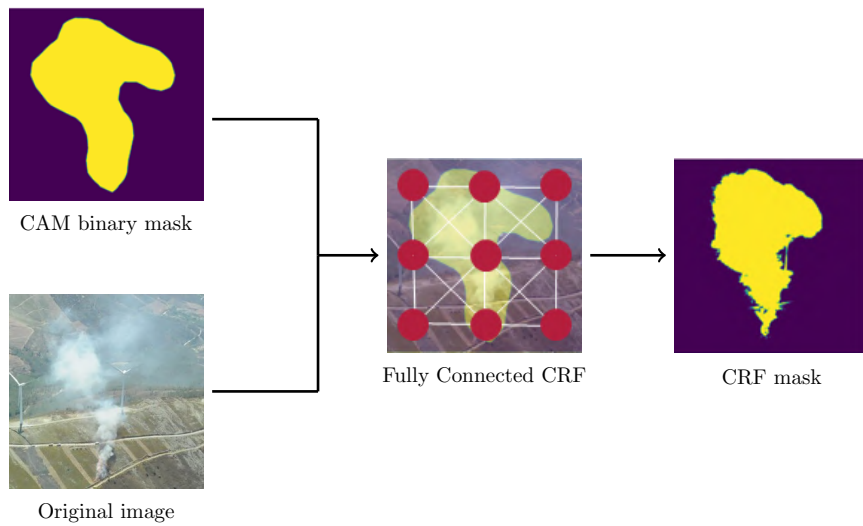 CAM binary mask
Original image
Fully Connected CRF
CRF mask